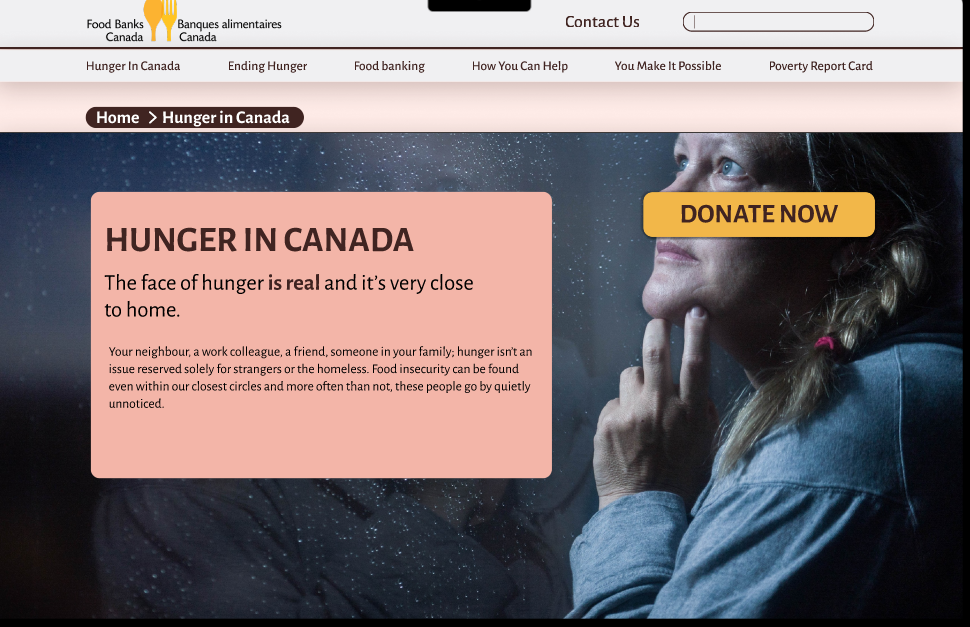 Food Banks Banques alimentaires
Canada Canada
Contact Us
Hunger In Canada Ending Hunger Food banking How You Can Help You Make It Possible Poverty Report Card
Home > Hunger in Canada
HUNGER IN CANADA
DONATE NOW
The face of hunger is real and it’s very close
to home.
Your neighbour, a work colleague, a friend, someone in your family; hunger isn’t an
issue reserved solely for strangers or the homeless. Food insecurity can be found
even within our closest circles and more often than not, these people go by quietly
unnoticed.